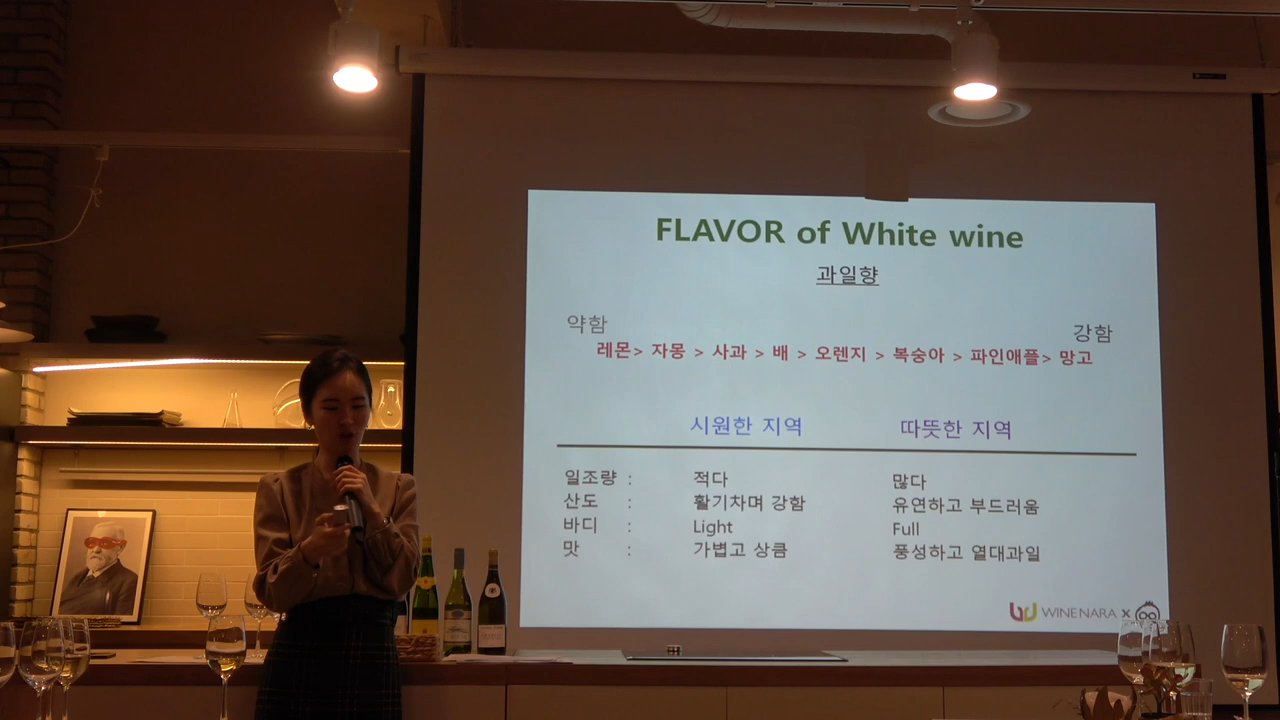 FLAVOR of White wine
과일향
약함 강함
레몬> 자몽 > 사과 > 배 > 오렌지 > 복숭아 > 파인애플> 망고
시원한 지역 따뜻한 지역
일조량 : 적다 많다
산도 : 활기차며 강함 유연하고 부드러움
바디 : Light Full
맛 : 가볍고 상큼 풍성하고 열대과일
WINENARA X